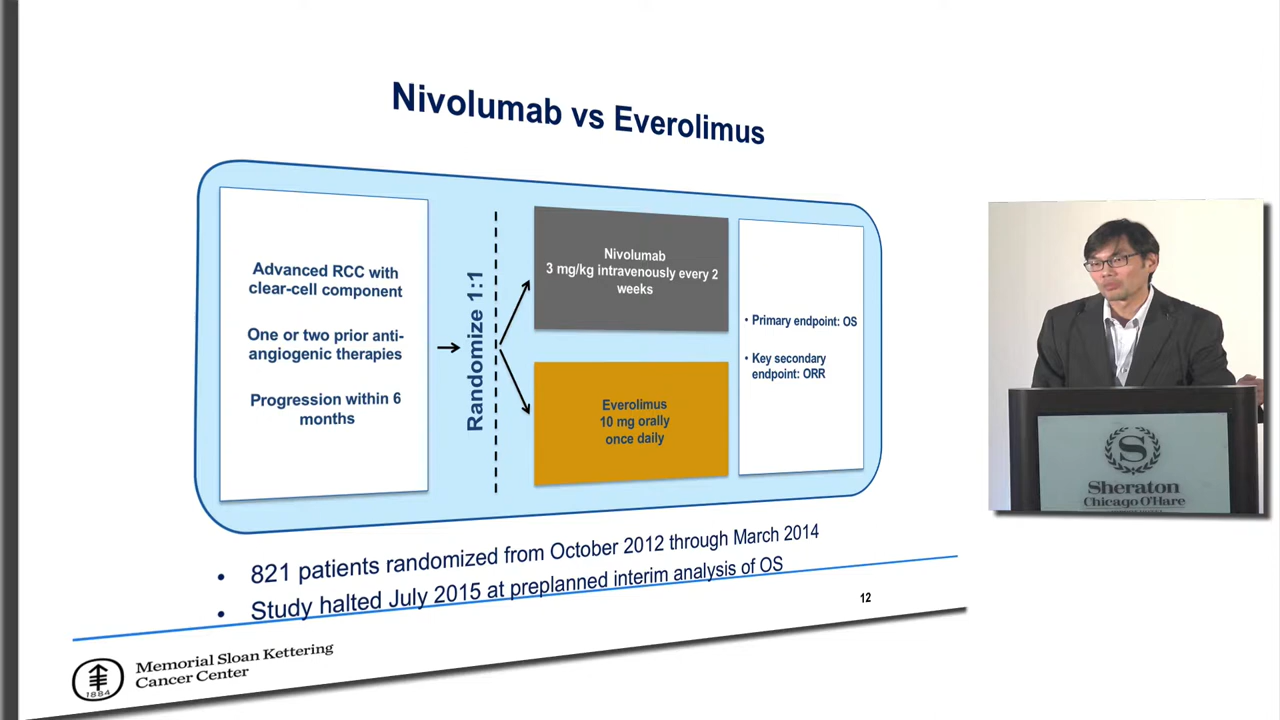 Nivolumab vs Everolimus
Advanced RCC with
clear-cell component
One or two prior anti-
angiogenic therapies
Progression within 6
months
Randomize 1:1
Nivolumab
3 mg/kg intravenously every 2
weeks
Everolimus
10 mg orally
once daily
• Primary endpoint: OS
• Key secondary
endpoint: ORR
• 821 patients randomized from October 2012 through March 2014
• Study halted July 2015 at preplanned interim analysis of OS
12
1884
Memorial Sloan Kettering
Cancer Center
S
Sheraton
Chicago O'Hare